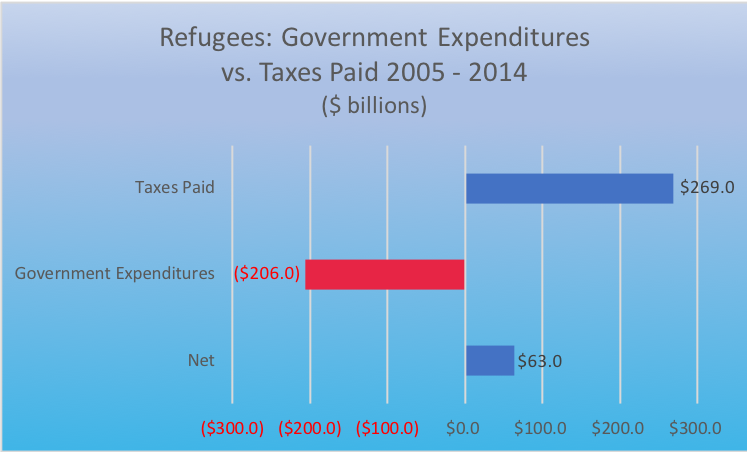 Refugees: Government Expenditures
vs. Taxes Paid 2005 - 2014
($ billions)
Taxes Paid
$269.0
Government Expenditures
($206.0)
Net
$63.0
($300.0) ($200.0) ($100.0) $0.0 $100.0 $200.0 $300.0